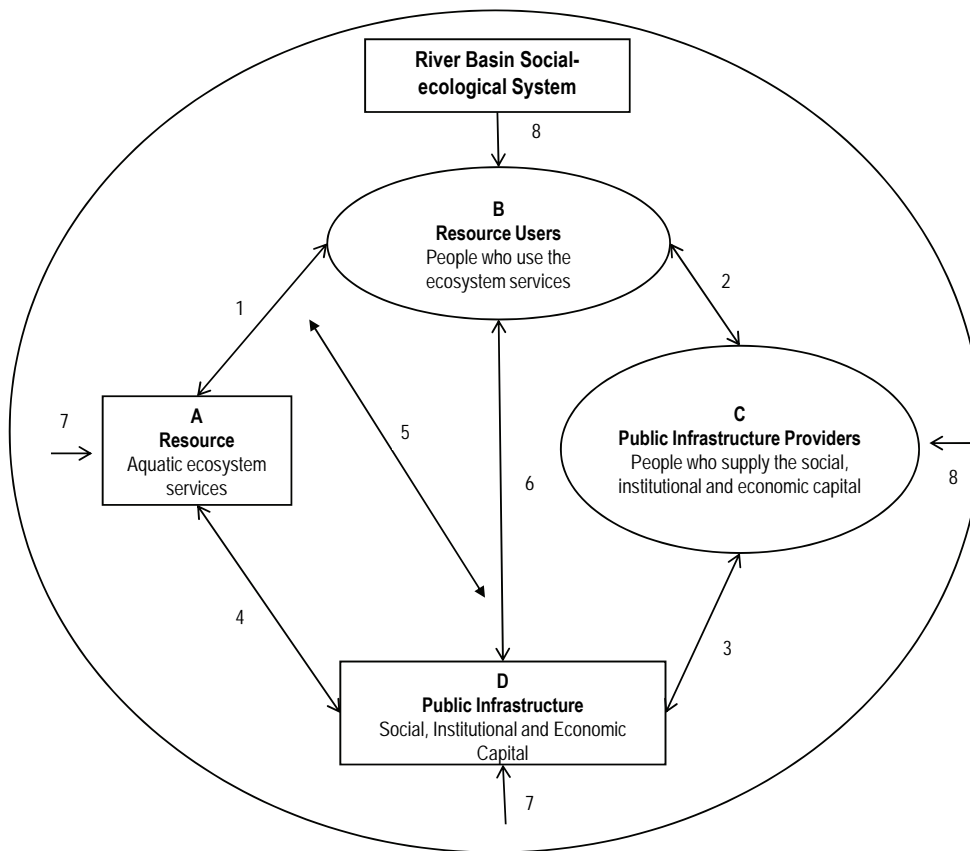 River Basin Social-
ecological System
8
B
Resource Users
People who use the
ecosystem services
2
1
A
Resource
Aquatic ecosystem
services
7
5
6
C
Public Infrastructure Providers
People who supply the social,
institutional and economic capital
8
4
3
D
Public Infrastructure
Social, Institutional and Economic
Capital
7